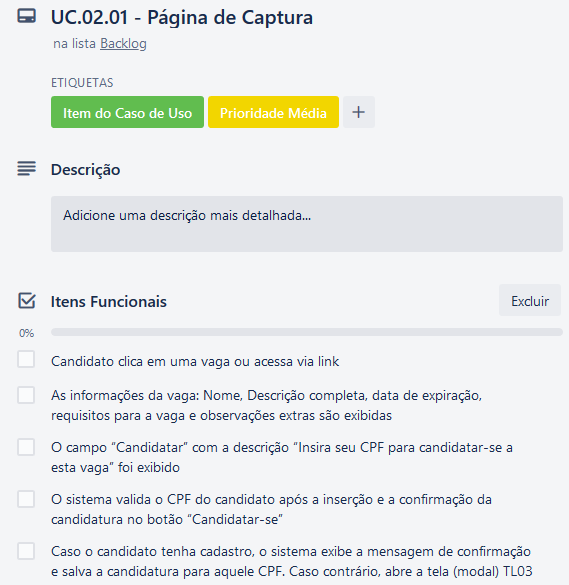 UC.02.01 - Página de Captura
na lista Backlog
ETIQUETAS
Item do Caso de Uso Prioridade Média +
Descrição
Adicione uma descrição mais detalhada...
Itens Funcionais Excluir
0%
Candidato clica em uma vaga ou acessa via link
As informações da vaga: Nome, Descrição completa, data de expiração,
requisitos para a vaga e observações extras são exibidas
O campo “Candidatar” com a descrição “Insira seu CPF para candidatar-se a
esta vaga” foi exibido
O sistema valida o CPF do candidato após a inserção e a confirmação da
candidatura no botão “Candidatar-se”
Caso o candidato tenha cadastro, o sistema exibe a mensagem de confirmação
e salva a candidatura para aquele CPF. Caso contrário, abre a tela (modal) TL03